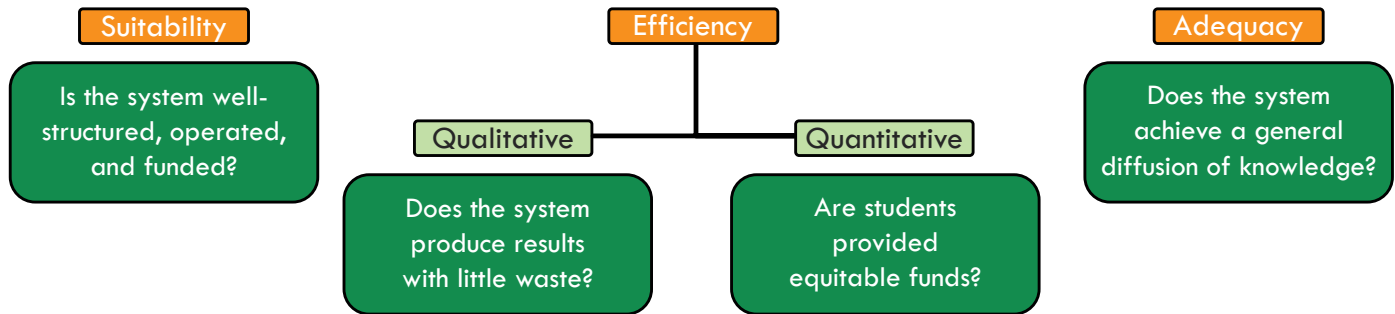 Suitability
Is the system well-
structured, operated,
and funded?
Efficiency
Qualitative
Does the system
produce results
with little waste?
Quantitative
Are students
provided
equitable funds?
Adequacy
Does the system
achieve a general
diffusion of knowledge?